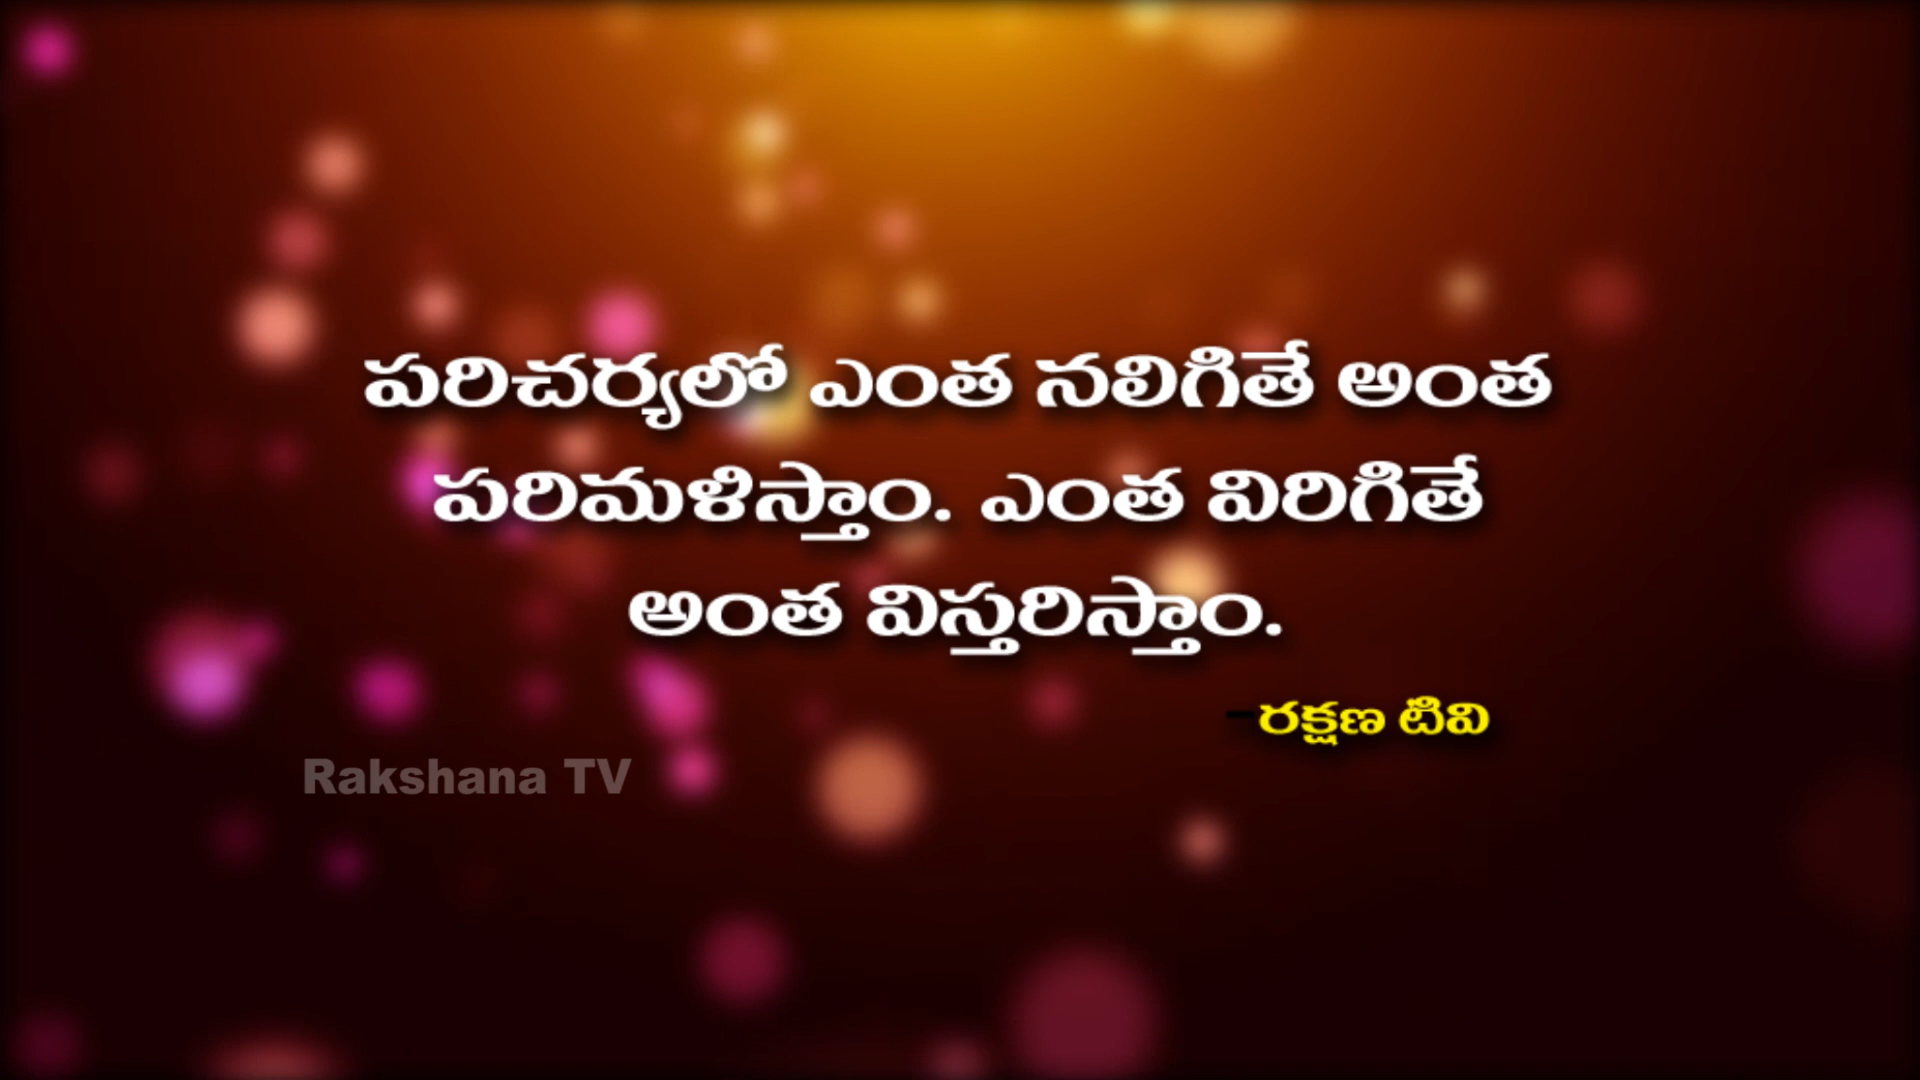 పరిచర్యలో ఎంత నలిగితే అంత
పరిమళిస్తాం. ఎంత విరిగితే
అంత విస్తరిస్తాం.
-రక్షణ టివి
Rakshana TV